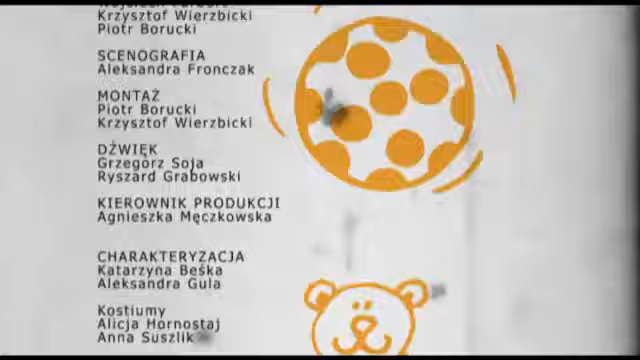 Krzysztof Wierzbicki
Piotr Borucki
SCENOGRAFIA
Aleksandra Fronczak
MONTAŻ
Piotr Borucki
Krzysztof Wierzbicki
DŹWIĘK
Grzegorz Soja
Ryszard Grabowski
KIEROWNIK PRODUKCJI
Agnieszka Męczkowska
CHARAKTERYZACJA
Katarzyna Beśka
Aleksandra Gula
Kostiumy
Alicja Hornostaj
Anna Suszlik